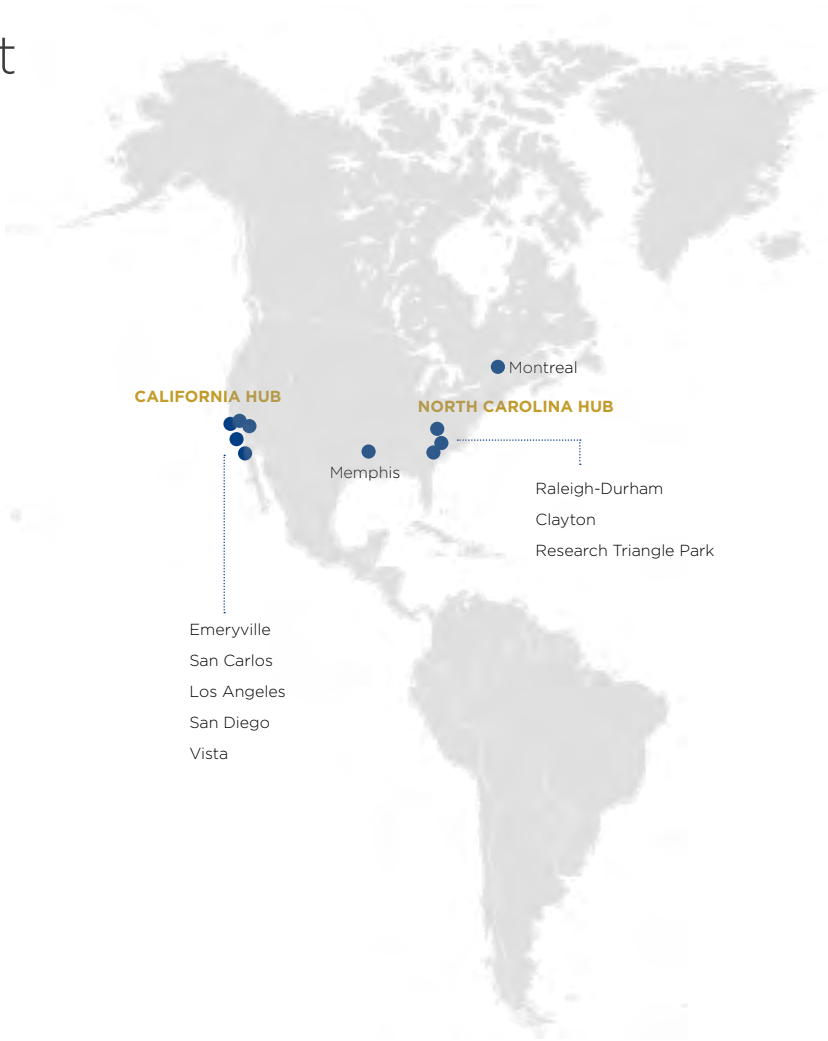 t
Montreal
CALIFORNIA HUB
NORTH CAROLINA HUB
Memphis
Raleigh-Durham
Clayton
Research Triangle Park
Emeryville
San Carlos
Los Angeles
San Diego
Vista